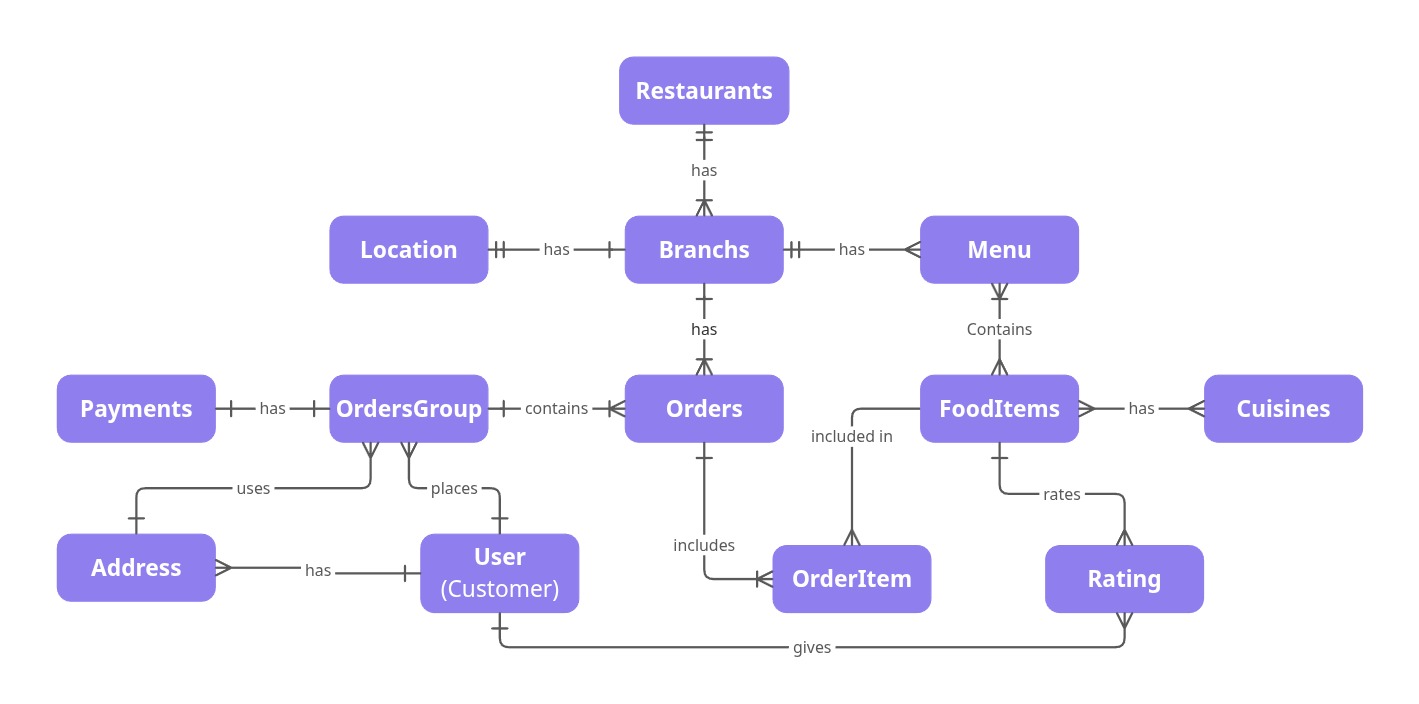 Restaurants
has
Location
has
Branchs
has
Menu
has
Contains
Payments
has
OrdersGroup
contains
Orders
FoodItems
has
Cuisines
included in
uses
places
rates
includes
Address
has
User
(Customer)
OrderItem
Rating
gives